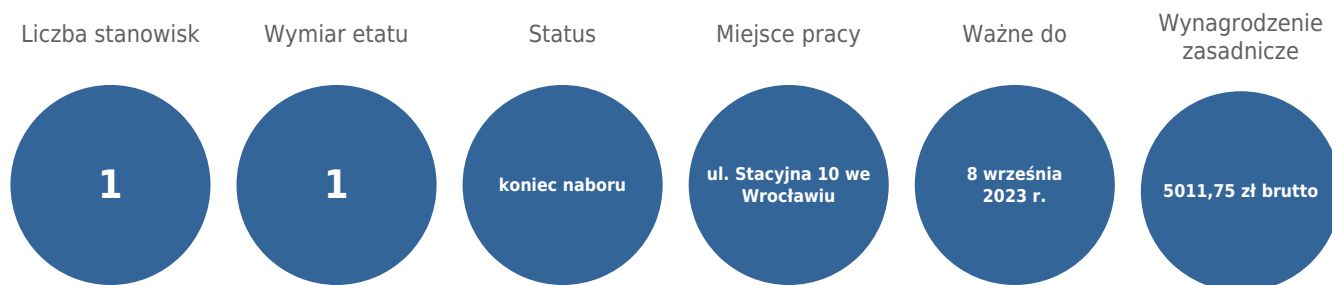 Liczba stanowisk
1
Wymiar etatu
1
Status
koniec naboru
Miejsce pracy
ul. Stacyjna 10 we
Wrocławiu
Ważne do
8 września
2023 r.
Wynagrodzenie
zasadnicze
5011,75 zł brutto